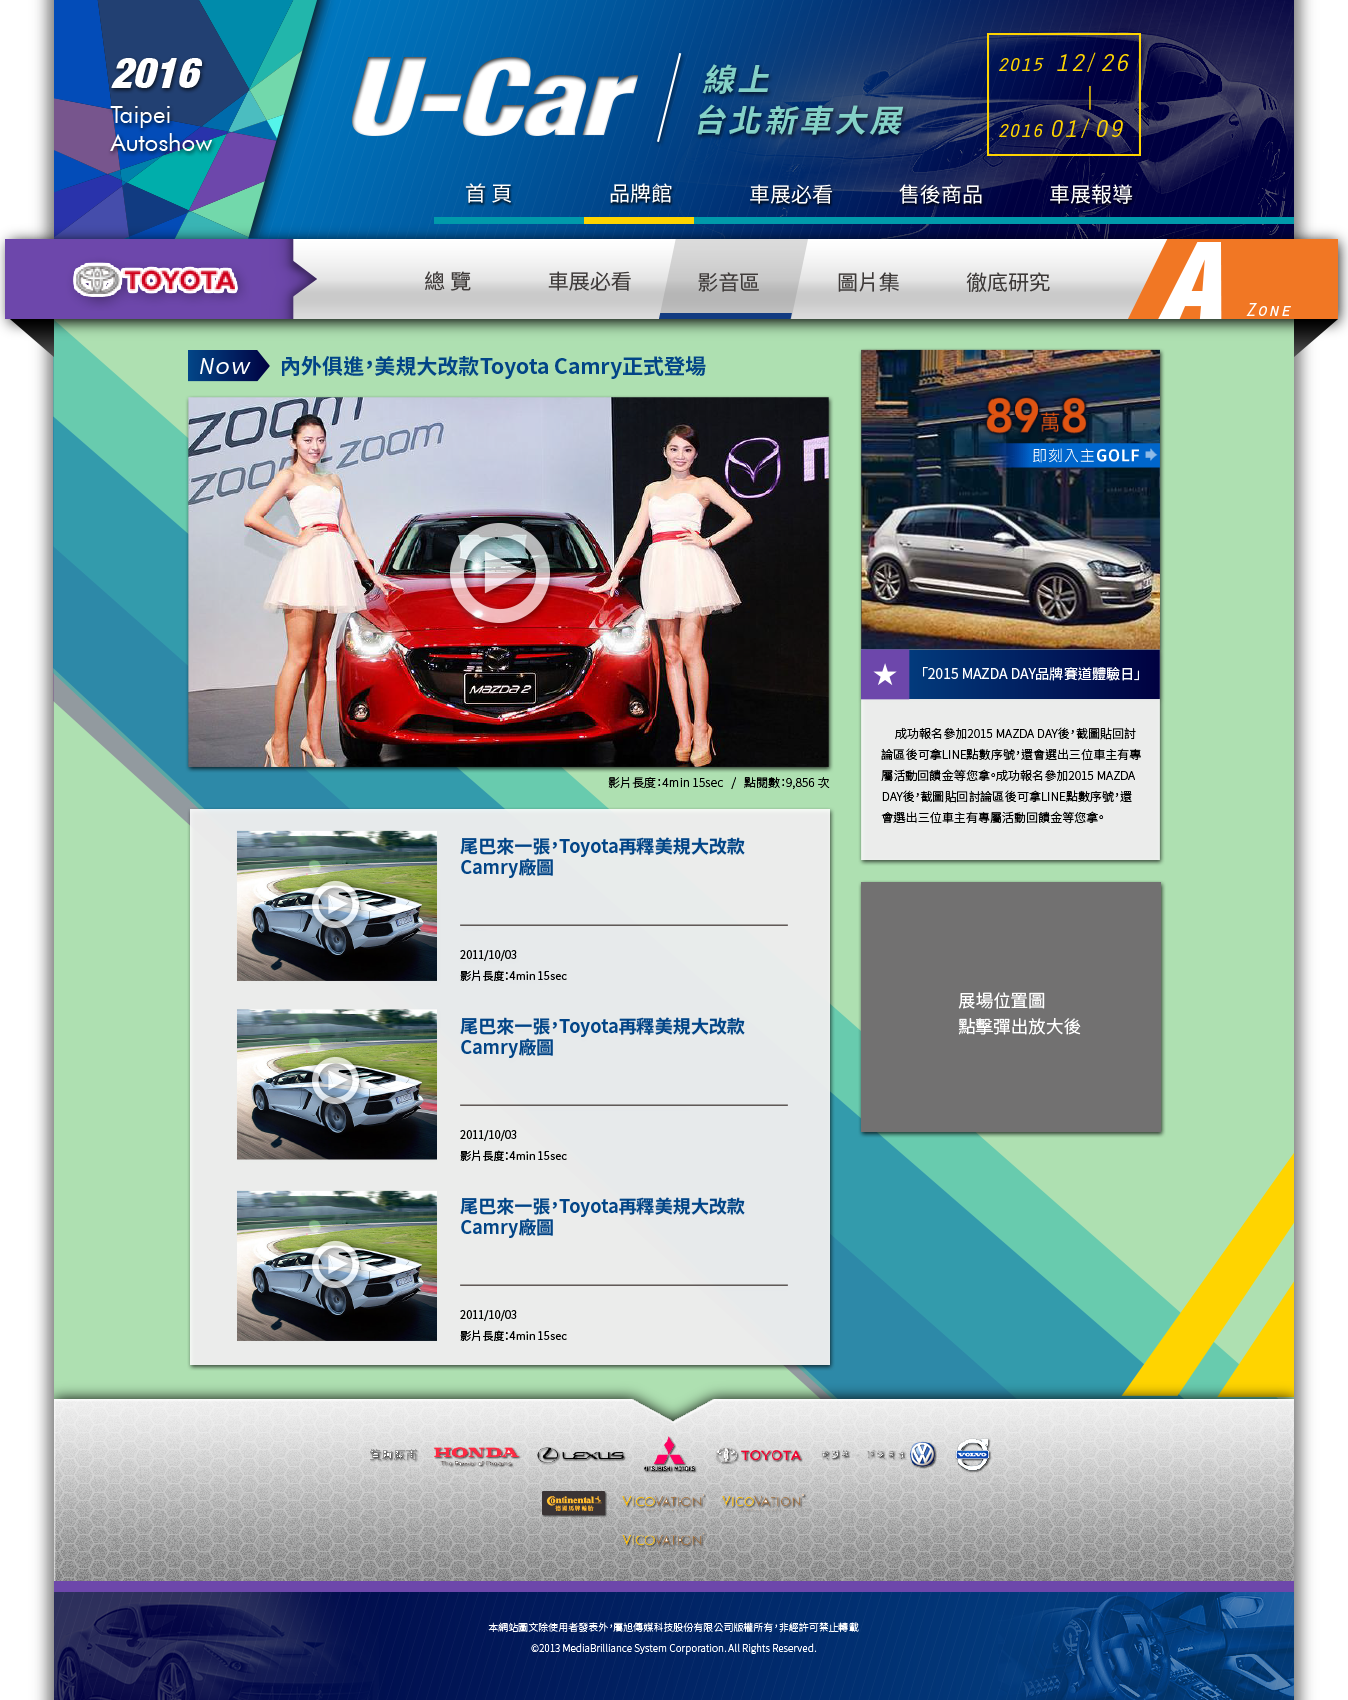 2016
Taipei
Autoshow
U-Car
線上
台北新車大展
2015 12/26
2016 01/09
首頁
品牌館
車展必看
售後商品
車展報導
TOYOTA
總覽
車展必看
影音區
圖片集
徹底研究
A ZONE
Now
內外俱進，美規大改款Toyota Camry正式登場
ZOOM
ZOOM ZOOM
MAZDA 2
影片長度：4min 15sec / 點閱數：9,856 次
尾巴來一張，Toyota再釋美規大改款
Camry廠圖
2011/10/03
影片長度：4min 15sec
尾巴來一張，Toyota再釋美規大改款
Camry廠圖
2011/10/03
影片長度：4min 15sec
尾巴來一張，Toyota再釋美規大改款
Camry廠圖
2011/10/03
影片長度：4min 15sec
89萬8
即刻入主GOLF
「2015 MAZDA DAY品牌賽道體驗日」
成功報名參加2015 MAZDA DAY後，截圖貼回討
論區後可拿LINE點數序號，還會選出三位車主有專
屬活動回饋金等您拿。成功報名參加2015 MAZDA
DAY後，截圖貼回討論區後可拿LINE點數序號，還
會選出三位車主有專屬活動回饋金等您拿。
展場位置圖
點擊彈出放大後
贊助廠商
HONDA
The Power of Dreams
LEXUS
MITSUBISHI MOTORS
TOYOTA
VOLVO
Continental
德國馬牌輪胎
VICOVATION
VICOVATION
VICOVATION
本網站圖文除使用者發表外，屬旭傳媒科技股份有限公司版權所有，非經許可禁止轉載
©2013 MediaBrilliance System Corporation. All Rights Reserved.